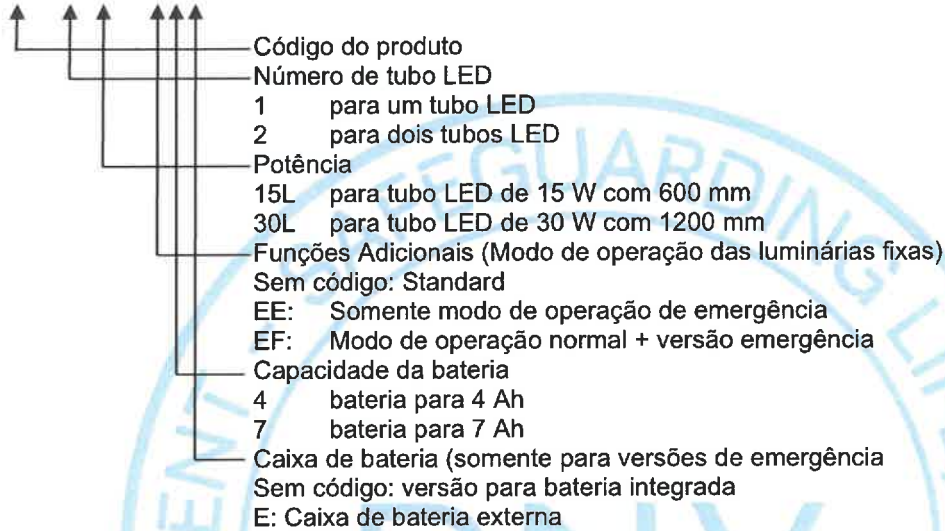 Código do produto
Número de tubo LED
1 para um tubo LED
2 para dois tubos LED
Potência
15L para tubo LED de 15 W com 600 mm
30L para tubo LED de 30 W com 1200 mm
Funções Adicionais (Modo de operação das luminárias fixas)
Sem código: Standard
EE: Somente modo de operação de emergência
EF: Modo de operação normal + versão emergência
Capacidade da bateria
4 bateria para 4 Ah
7 bateria para 7 Ah
Caixa de bateria (somente para versões de emergência
Sem código: versão para bateria integrada
E: Caixa de bateria externa